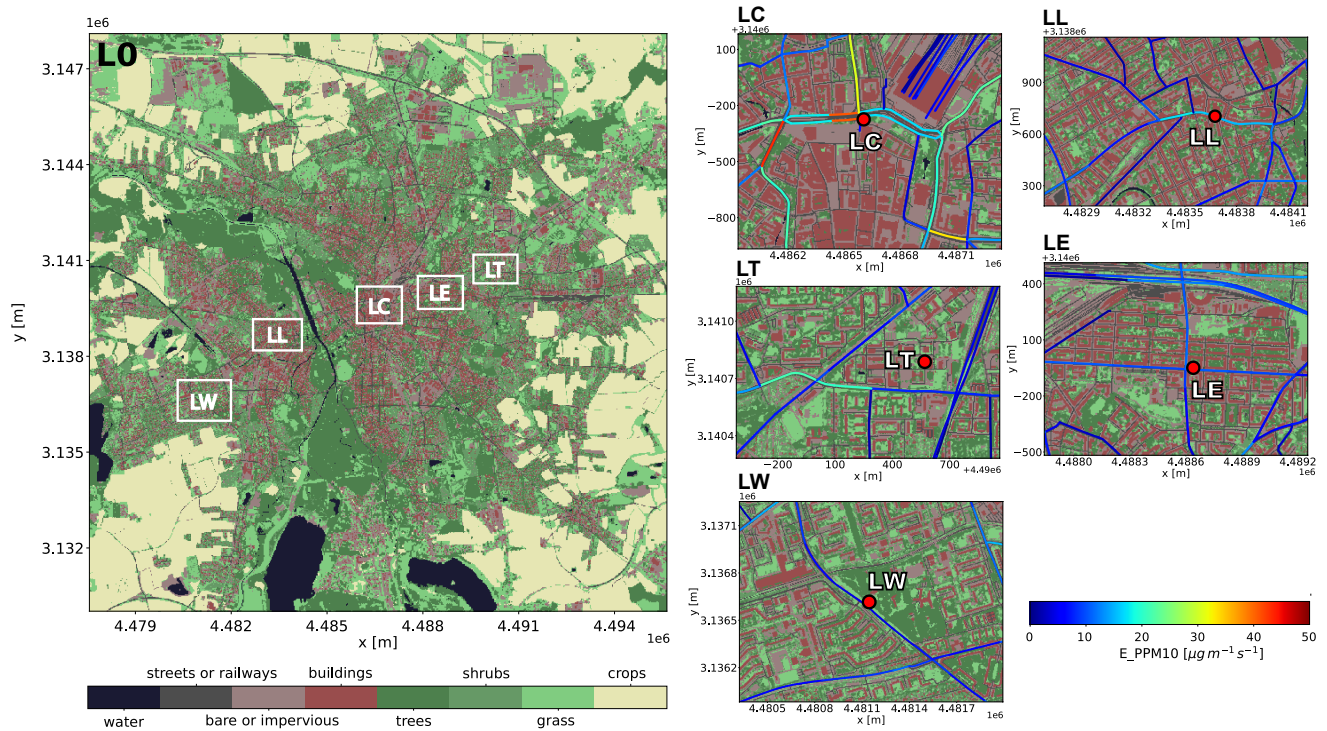 1e6
L0
3.147
3.144
3.141
3.138
3.135
3.132
y [m]
LT
LE
LC
LL
LW
4.479
4.482
4.485
4.488
4.491
4.494
1e6
x [m]
streets or railways
buildings
shrubs
crops
water
bare or impervious
trees
grass
LC
+3.14e6
100
−200
−500
−800
y [m]
LC
4.4862
4.4865
4.4868
4.4871
x [m]
1e6
LL
+3.138e6
900
600
300
y [m]
LL
4.4829
4.4832
4.4835
4.4838
4.4841
x [m]
1e6
LT
1e6
3.1410
3.1407
3.1404
y [m]
LT
−200
100
400
700
+4.49e6
x [m]
LE
+3.14e6
400
100
−200
−500
y [m]
LE
4.4880
4.4883
4.4886
4.4889
4.4892
x [m]
1e6
LW
1e6
3.1371
3.1368
3.1365
3.1362
y [m]
LW
4.4805
4.4808
4.4811
4.4814
4.4817
x [m]
1e6
0
10
20
30
40
50
E_PPM10 [μg m⁻¹ s⁻¹]